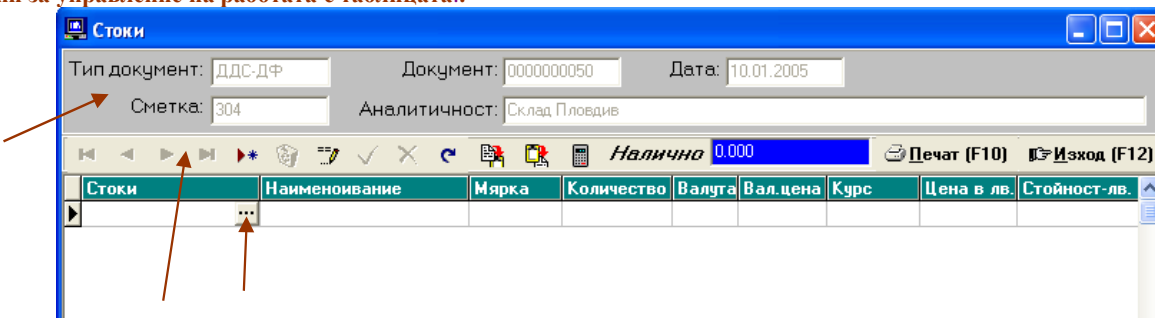 за управление на работата с таблицата..
Стоки
Тип документ: ДДС-ДФ Документ: 0000000050 Дата: 10.01.2005
Сметка: 304 Аналитичност: Склад Пловдив
Налично 0.000 Печат (F10) Изход (F12)
Стоки Наименоивание Мярка Количество Валута Вал.цена Курс Цена в лв. Стойност-лв.